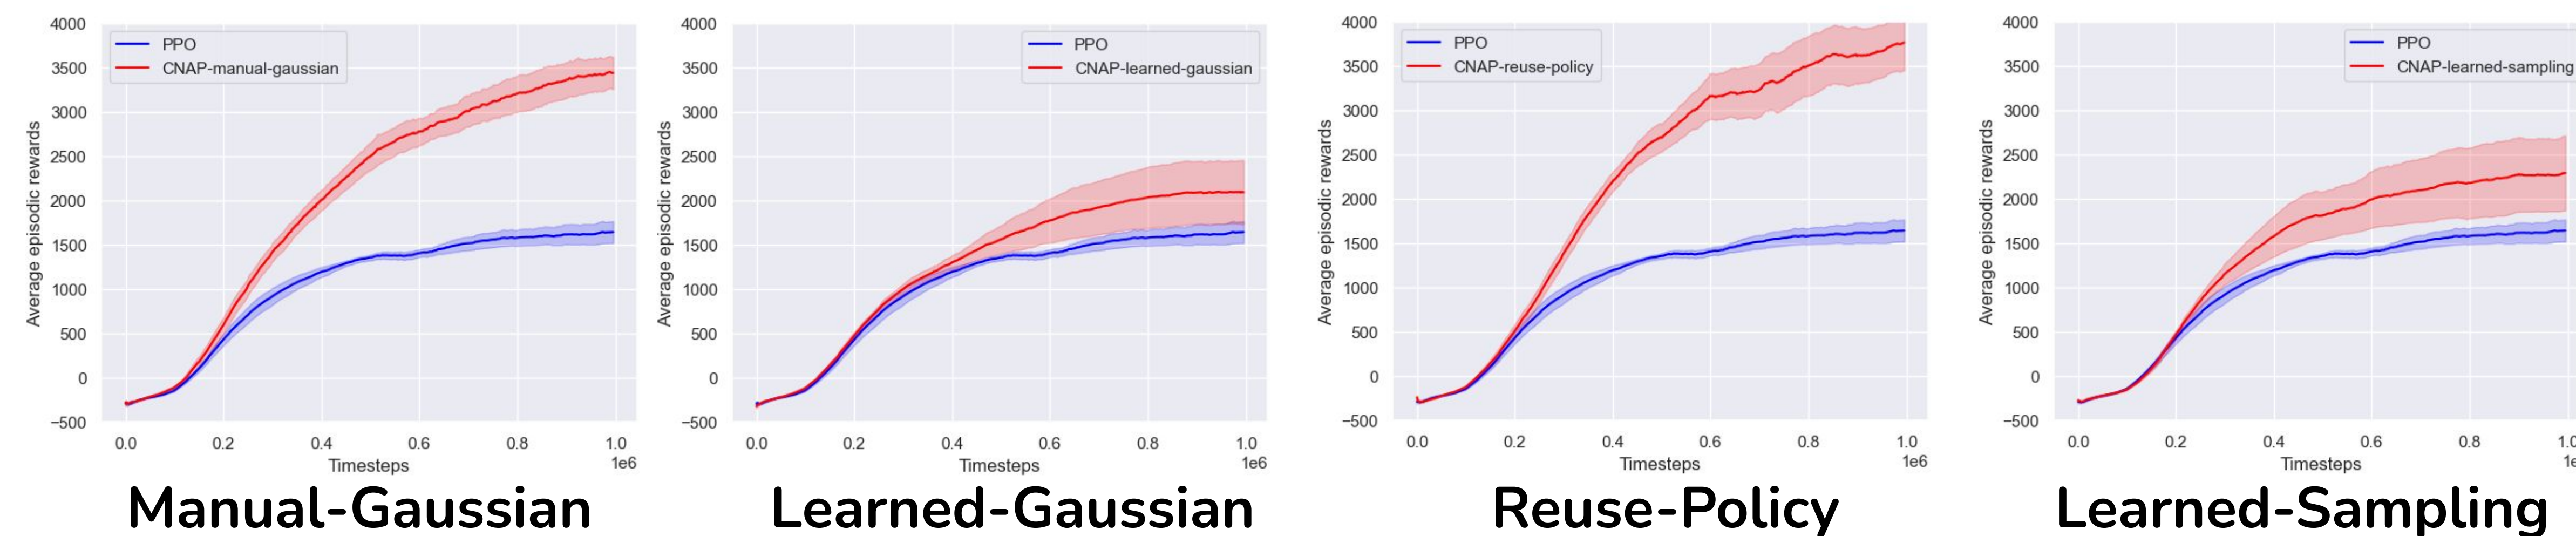 4000
3500
3000
2500
2000
1500
1000
500
0
−500
Average episodic rewards
PPO
CNAP-manual-gaussian
0.0 0.2 0.4 0.6 0.8 1.0
1e6
Timesteps
Manual-Gaussian
4000
3500
3000
2500
2000
1500
1000
500
0
−500
Average episodic rewards
PPO
CNAP-learned-gaussian
0.0 0.2 0.4 0.6 0.8 1.0
1e6
Timesteps
Learned-Gaussian
4000
3500
3000
2500
2000
1500
1000
500
0
−500
Average episodic rewards
PPO
CNAP-reuse-policy
0.0 0.2 0.4 0.6 0.8 1.0
1e6
Timesteps
Reuse-Policy
4000
3500
3000
2500
2000
1500
1000
500
0
−500
Average episodic rewards
PPO
CNAP-learned-sampling
0.0 0.2 0.4 0.6 0.8 1.0
Timesteps
Learned-Sampling